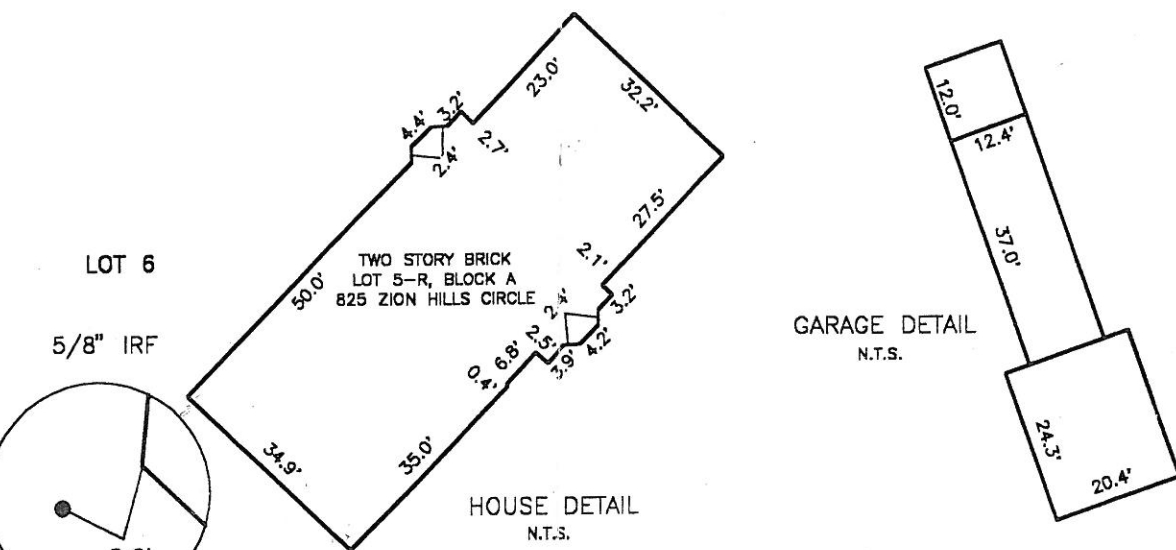 23.0'
32.2'
4.4'
3.2'
2.4'
2.7'
27.5'
50.0'
TWO STORY BRICK
LOT 5-R, BLOCK A
825 ZION HILLS CIRCLE
2.1'
3.2'
2.4'
4.2'
3.9'
2.5'
6.8'
0.4'
35.0'
34.9'
HOUSE DETAIL
N.T.S.
LOT 6
5/8" IRF
12.0'
12.4'
37.0'
GARAGE DETAIL
N.T.S.
24.3'
20.4'